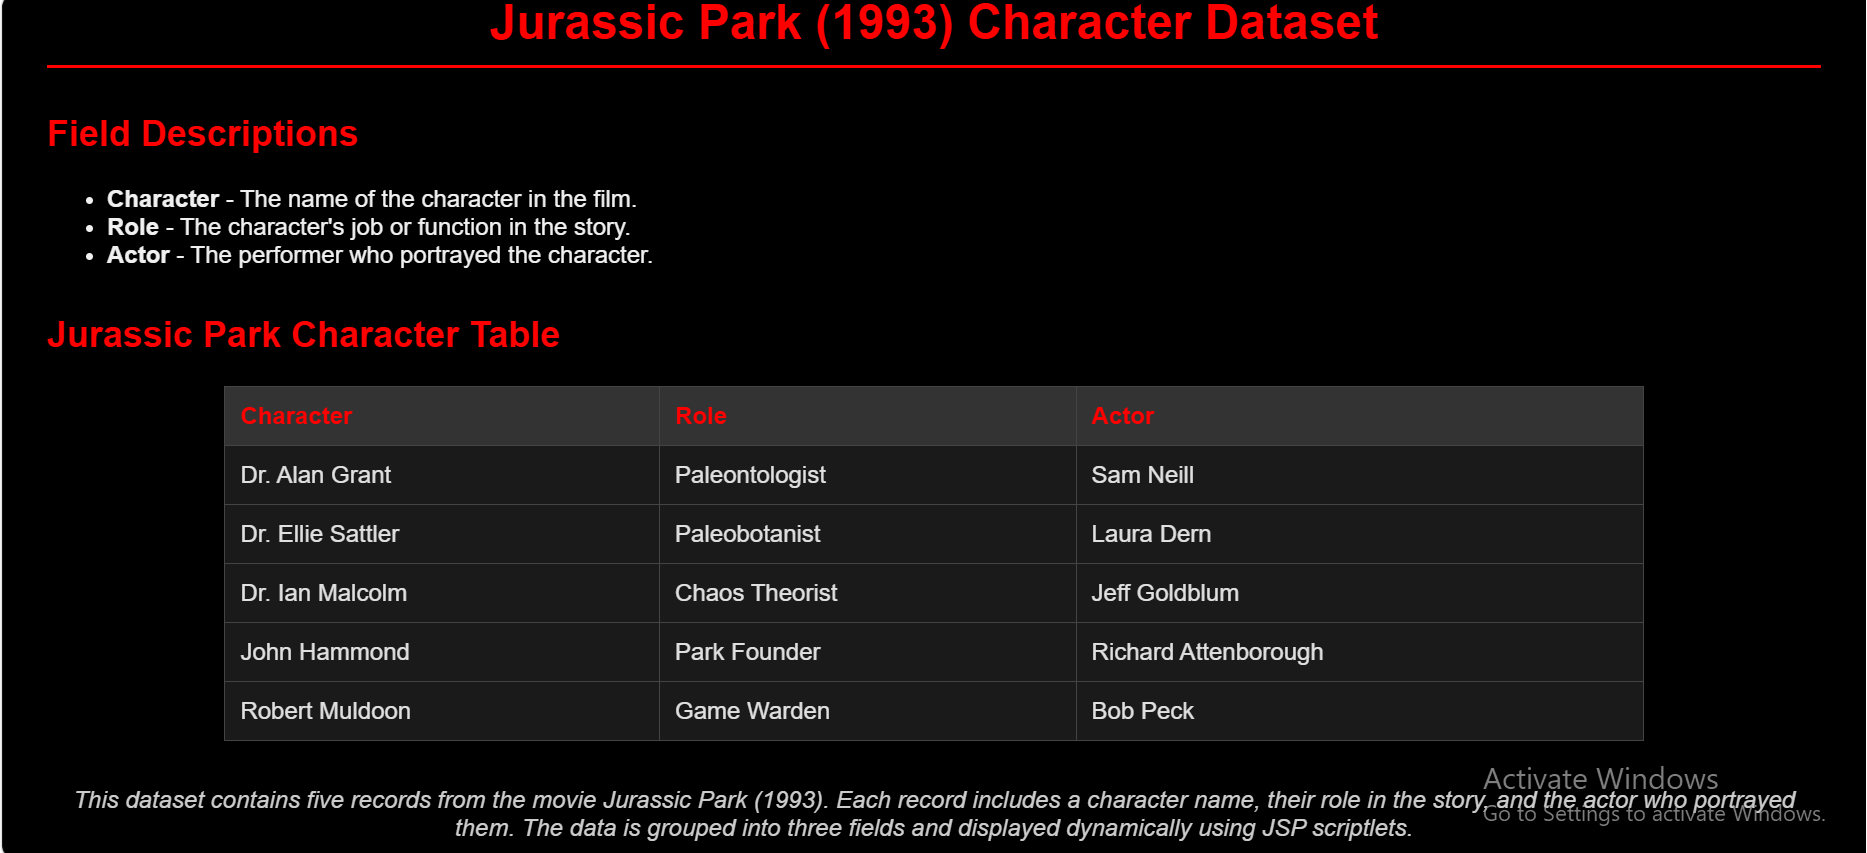 Jurassic Park (1993) Character Dataset
Field Descriptions
• Character - The name of the character in the film.
• Role - The character's job or function in the story.
• Actor - The performer who portrayed the character.
Jurassic Park Character Table
Character Role Actor
Dr. Alan Grant Paleontologist Sam Neill
Dr. Ellie Sattler Paleobotanist Laura Dern
Dr. Ian Malcolm Chaos Theorist Jeff Goldblum
John Hammond Park Founder Richard Attenborough
Robert Muldoon Game Warden Bob Peck
This dataset contains five records from the movie Jurassic Park (1993). Each record includes a character name, their role in the story, and the actor who portrayed
them. The data is grouped into three fields and displayed dynamically using JSP scriptlets.
Activate Windows
Go to Settings to activate Windows.